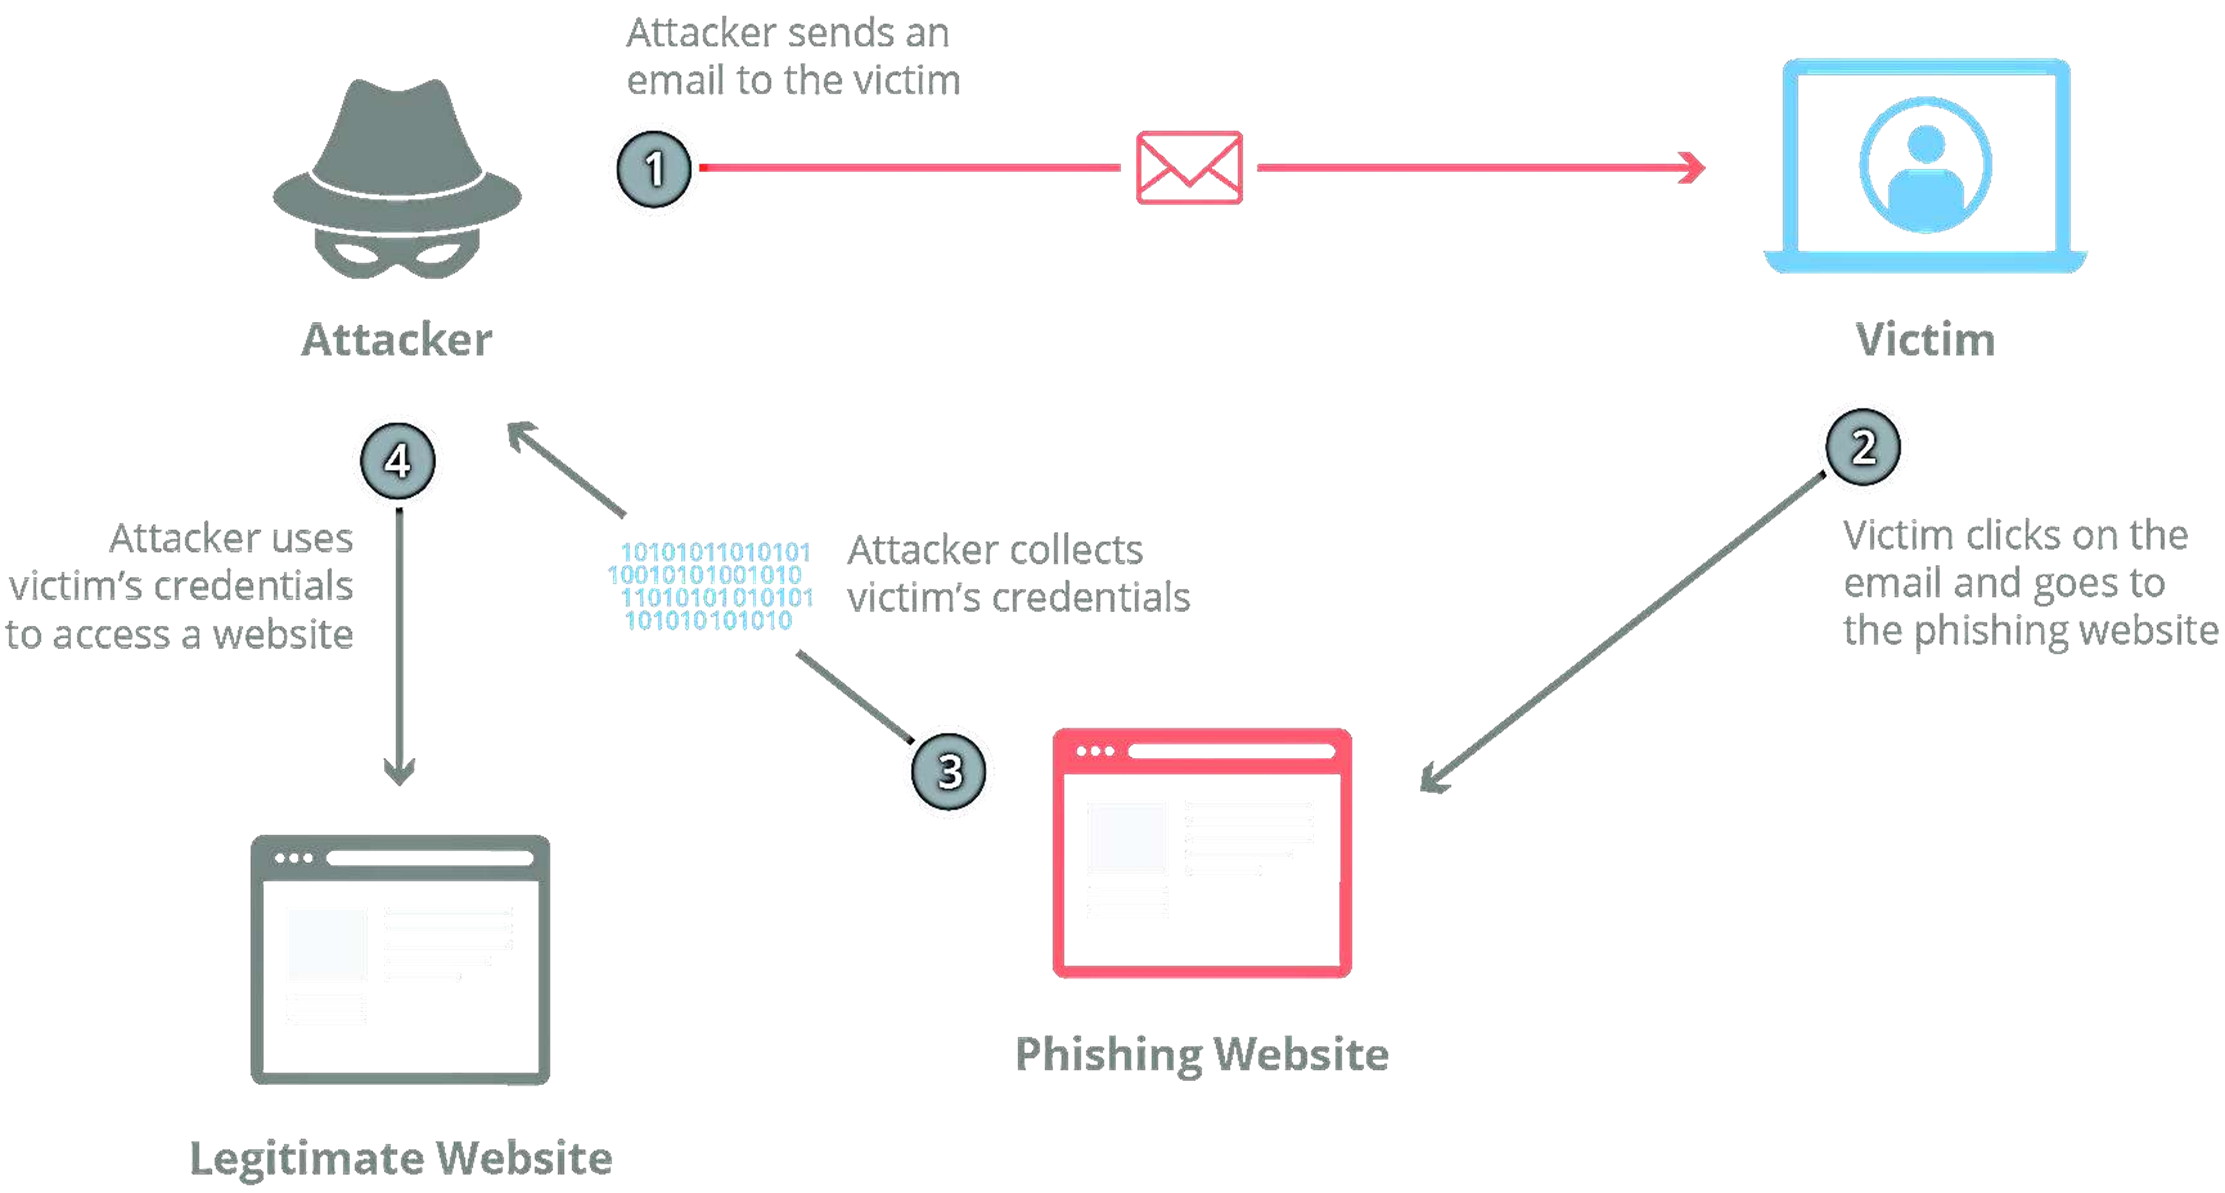 Attacker sends an
email to the victim
1
Attacker
Victim
2
Victim clicks on the
email and goes to
the phishing website
3
10101011010101
10010101001010
11010101010101
101010101010
Attacker collects
victim's credentials
4
Attacker uses
victim's credentials
to access a website
Phishing Website
Legitimate Website